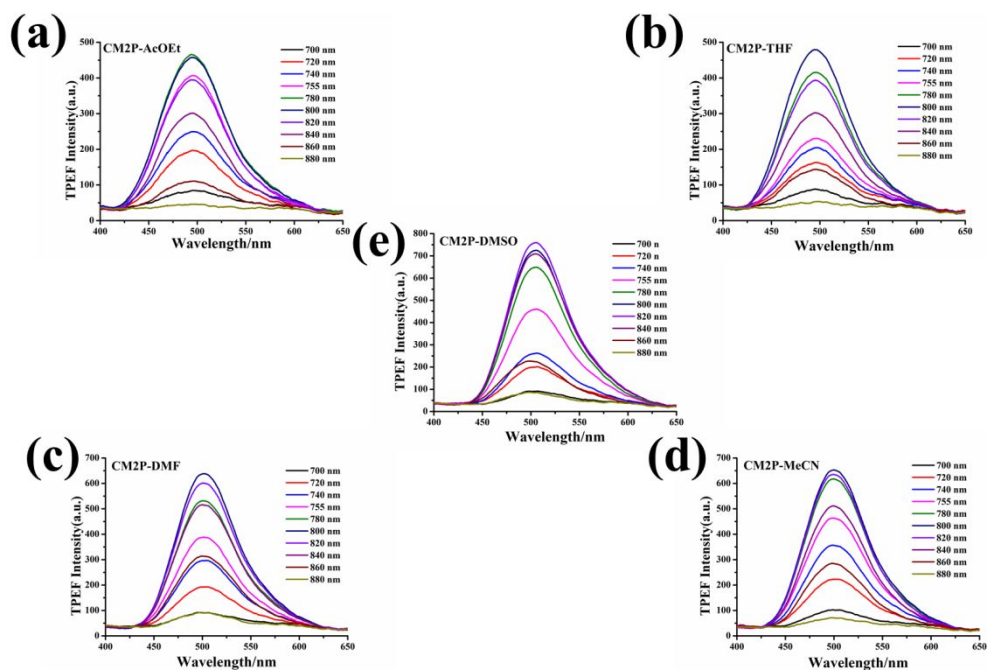 (a)
CM2P-AcOEt
TPEF Intensity(a.u.)
500
400
300
200
100
0
400 450 500 550 600 650
Wavelength/nm
700 nm
720 nm
740 nm
755 nm
780 nm
800 nm
820 nm
840 nm
860 nm
880 nm
(b)
CM2P-THF
TPEF Intensity(a.u.)
500
400
300
200
100
0
400 450 500 550 600 650
Wavelength/nm
700 nm
720 nm
740 nm
755 nm
780 nm
800 nm
820 nm
840 nm
860 nm
880 nm
(e)
CM2P-DMSO
TPEF Intensity(a.u.)
800
700
600
500
400
300
200
100
0
400 450 500 550 600 650
Wavelength/nm
700 n
720 n
740 nm
755 nm
780 nm
800 nm
820 nm
840 nm
860 nm
880 nm
(c)
CM2P-DMF
TPEF Intensity(a.u.)
700
600
500
400
300
200
100
0
400 450 500 550 600 650
Wavelength/nm
700 nm
720 nm
740 nm
755 nm
780 nm
800 nm
820 nm
840 nm
860 nm
880 nm
(d)
CM2P-MeCN
TPEF Intensity(a.u.)
700
600
500
400
300
200
100
0
400 450 500 550 600 650
Wavelength/nm
700 nm
720 nm
740 nm
755 nm
780 nm
800 nm
820 nm
840 nm
860 nm
880 nm